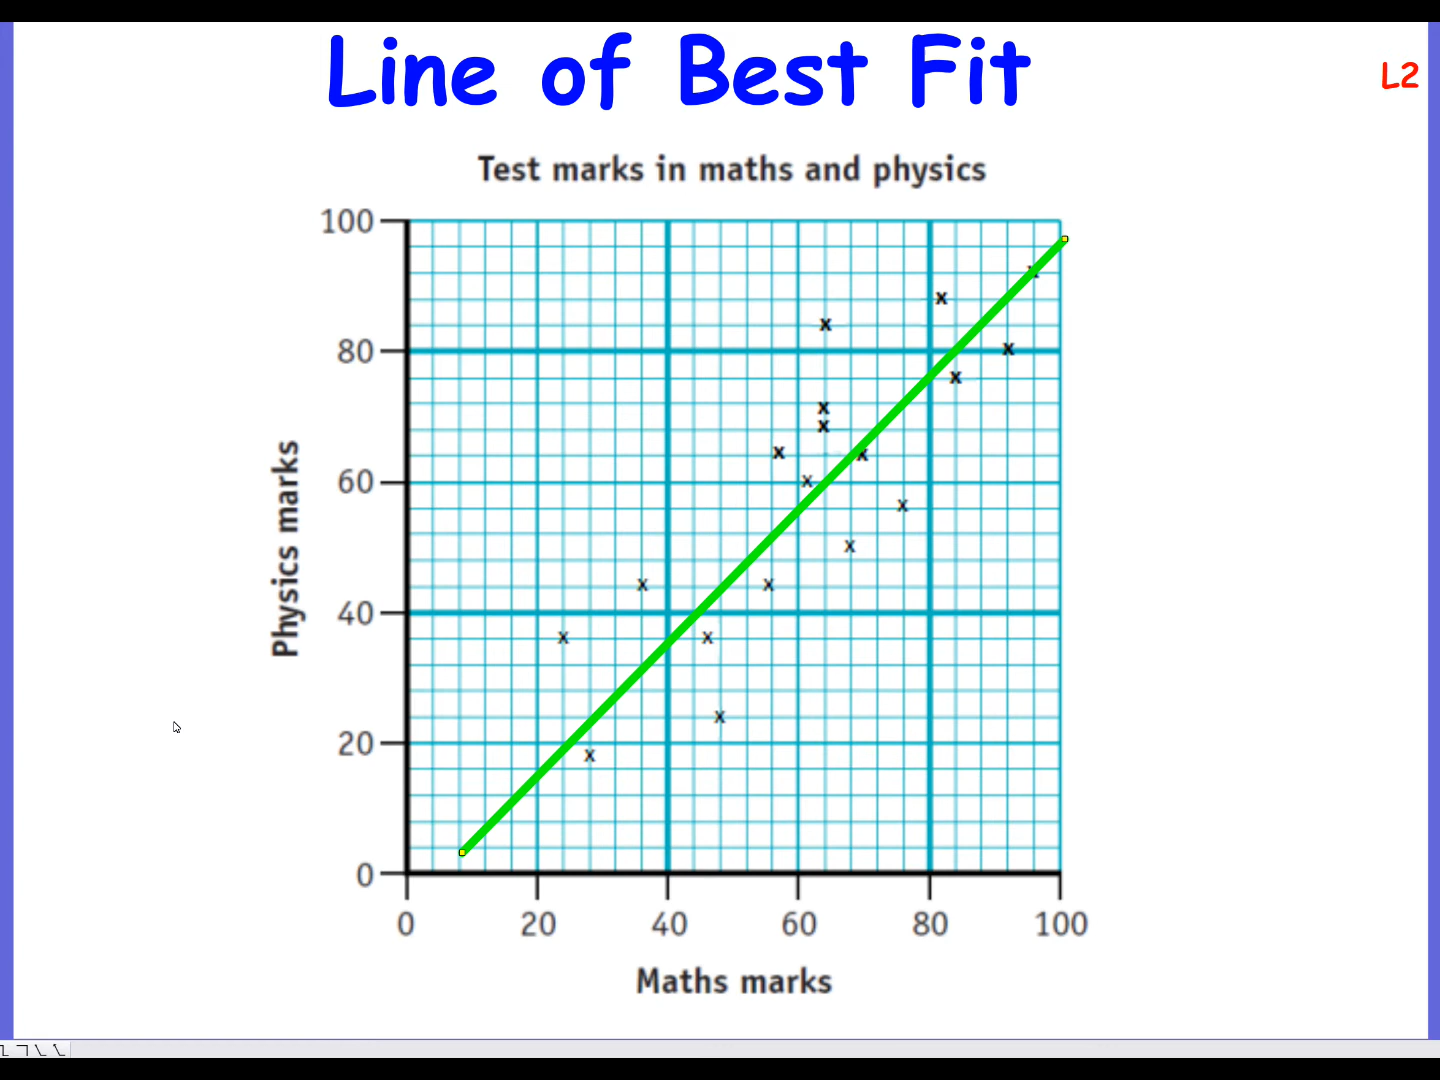 Line of Best Fit
L2
Test marks in maths and physics
100
80
60
40
20
0
Physics marks
0 20 40 60 80 100
Maths marks